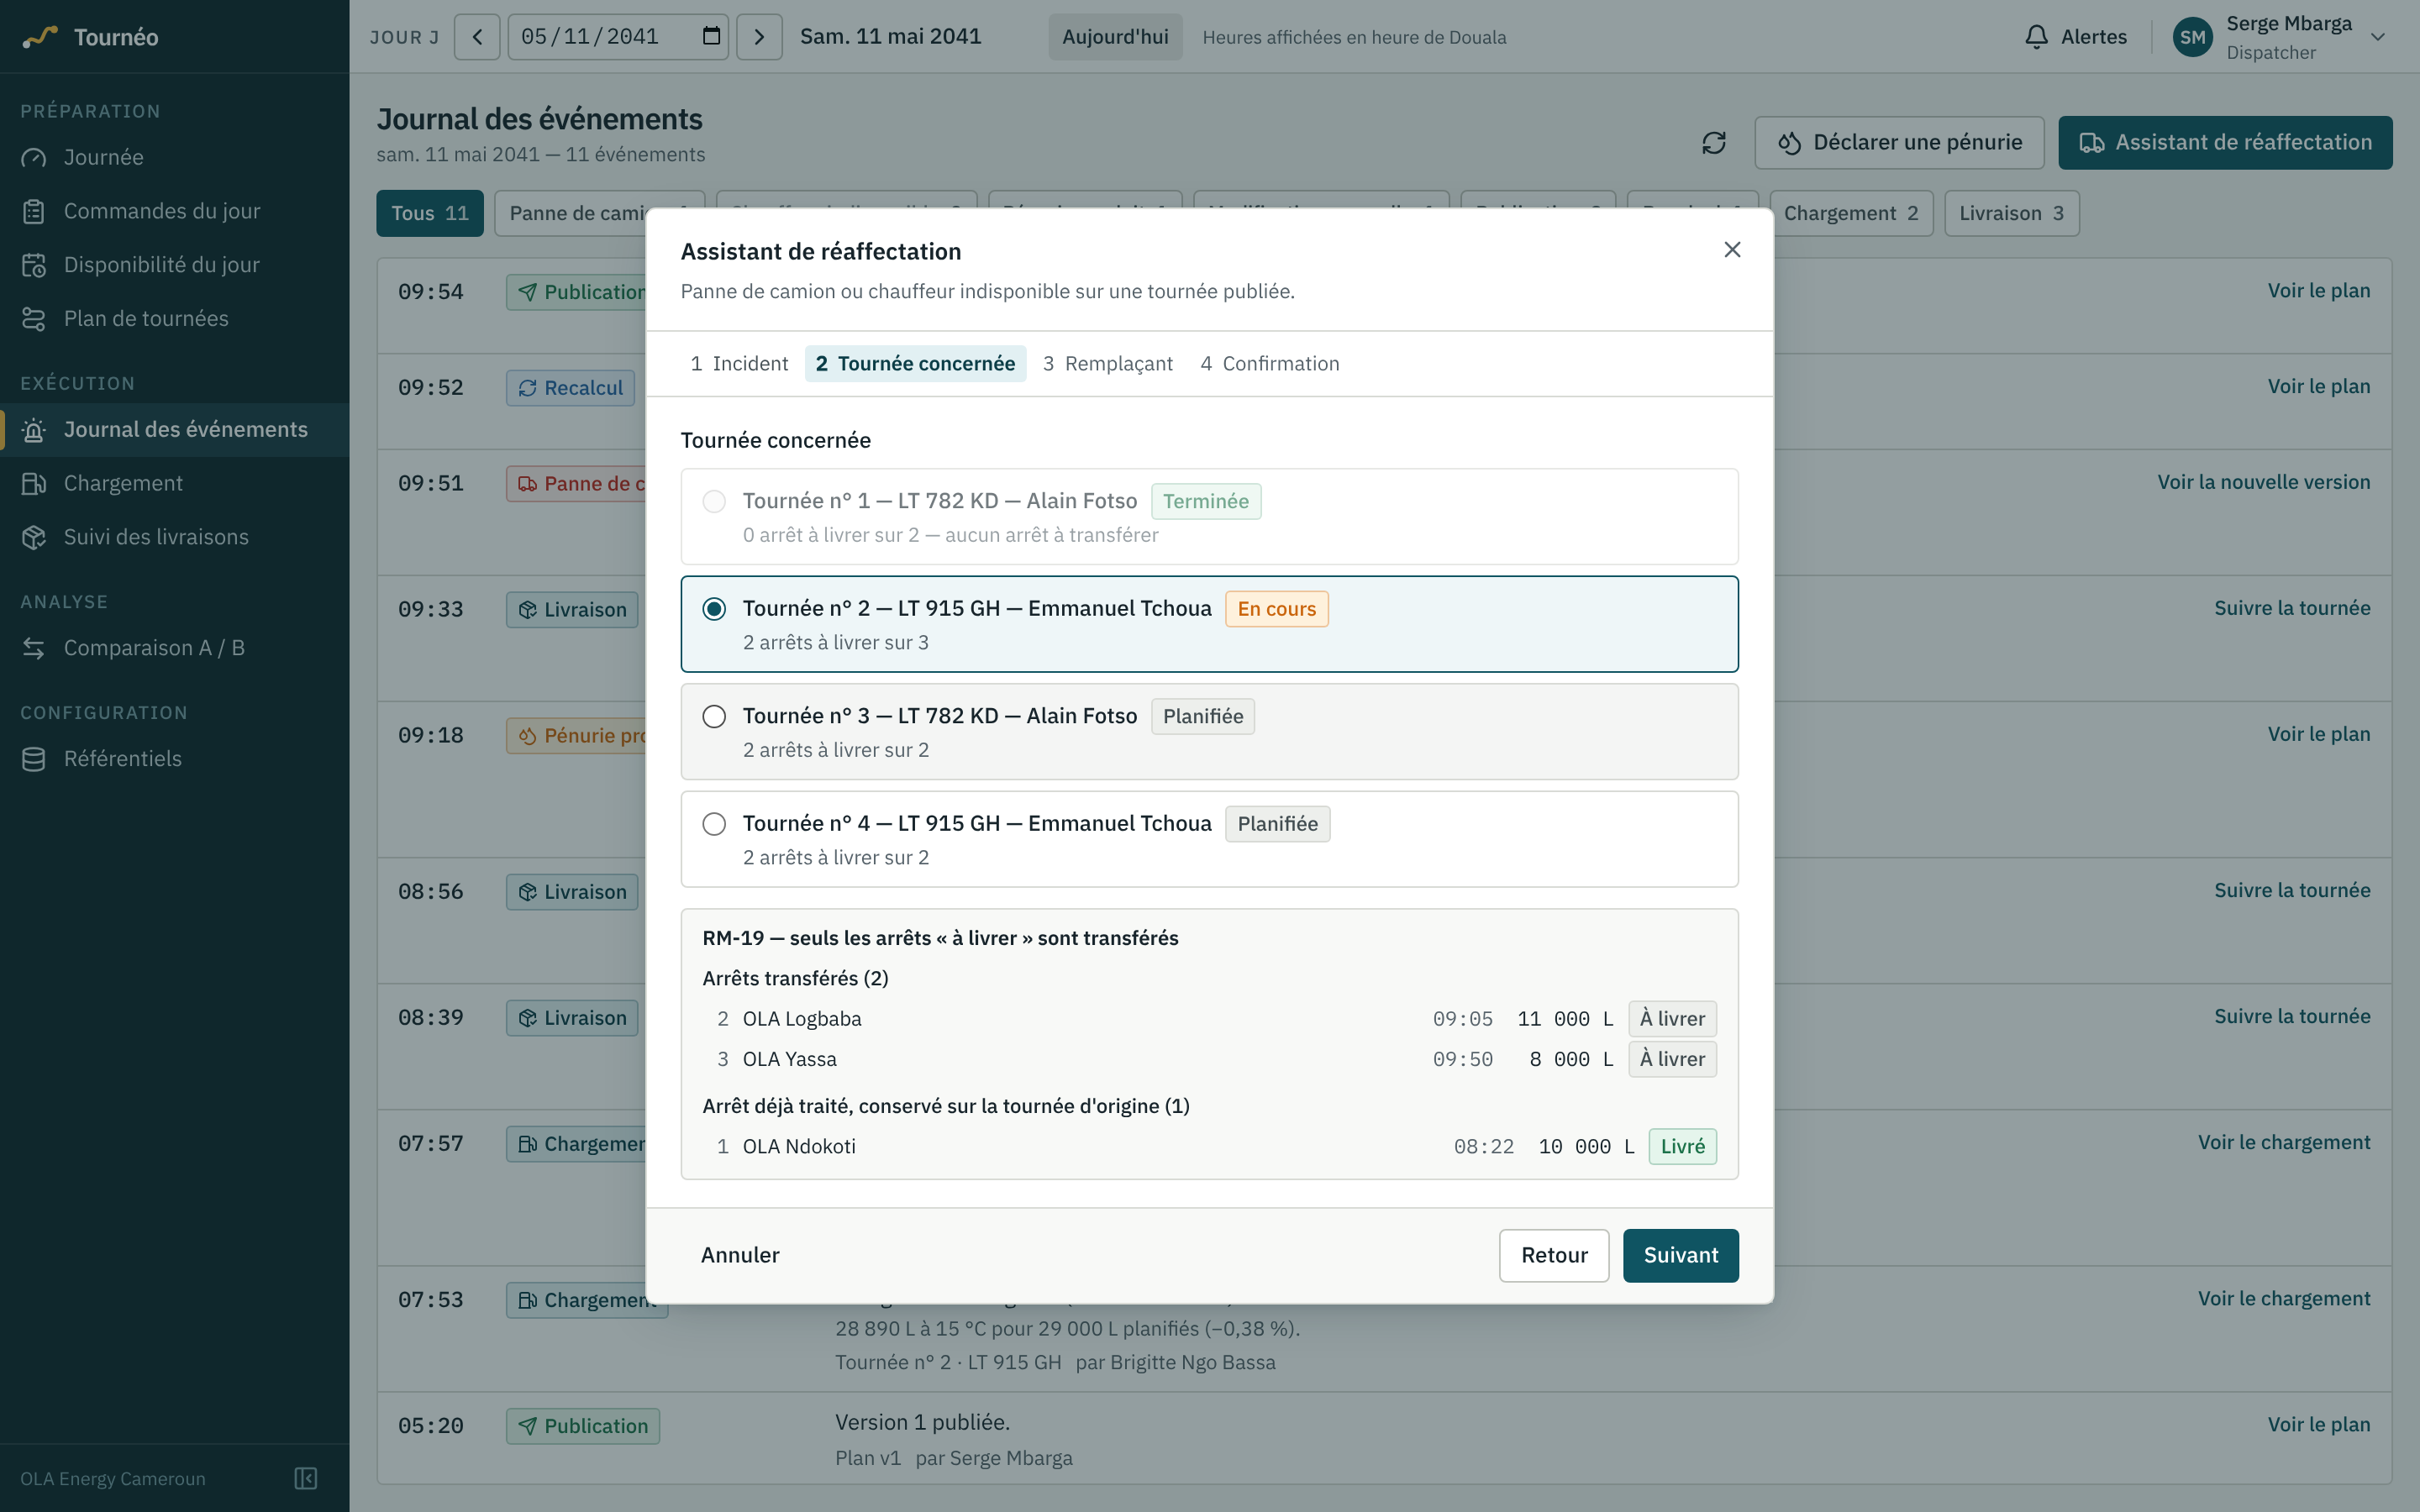 Tournéo
JOUR J
05/11/2041
Sam. 11 mai 2041
Aujourd'hui
Heures affichées en heure de Douala
Alertes
SM
Serge Mbarga
Dispatcher
PRÉPARATION
Journée
Commandes du jour
Disponibilité du jour
Plan de tournées
EXÉCUTION
Journal des événements
Chargement
Suivi des livraisons
ANALYSE
Comparaison A / B
CONFIGURATION
Référentiels
OLA Energy Cameroun
Journal des événements
sam. 11 mai 2041 — 11 événements
Déclarer une pénurie
Assistant de réaffectation
Tous 11
Panne de
Chargement 2
Livraison 3
09:54
Publication
Voir le plan
09:52
Recalcul
Voir le plan
09:51
Panne de
Voir la nouvelle version
09:33
Livraison
Suivre la tournée
09:18
Pénurie
Voir le plan
08:56
Livraison
Suivre la tournée
08:39
Livraison
Suivre la tournée
07:57
Chargement
Voir le chargement
07:53
Chargement
Voir le chargement
28 890 L à 15 °C pour 29 000 L planifiés (−0,38 %).
Tournée n° 2 · LT 915 GH par Brigitte Ngo Bassa
05:20
Publication
Version 1 publiée.
Plan v1 par Serge Mbarga
Voir le plan
Assistant de réaffectation
Panne de camion ou chauffeur indisponible sur une tournée publiée.
1 Incident
2 Tournée concernée
3 Remplaçant
4 Confirmation
Tournée concernée
Tournée n° 1 — LT 782 KD — Alain Fotso Terminée
0 arrêt à livrer sur 2 — aucun arrêt à transférer
Tournée n° 2 — LT 915 GH — Emmanuel Tchoua En cours
2 arrêts à livrer sur 3
Tournée n° 3 — LT 782 KD — Alain Fotso Planifiée
2 arrêts à livrer sur 2
Tournée n° 4 — LT 915 GH — Emmanuel Tchoua Planifiée
2 arrêts à livrer sur 2
RM-19 — seuls les arrêts « à livrer » sont transférés
Arrêts transférés (2)
2 OLA Logbaba 09:05 11 000 L À livrer
3 OLA Yassa 09:50 8 000 L À livrer
Arrêt déjà traité, conservé sur la tournée d'origine (1)
1 OLA Ndokoti 08:22 10 000 L Livré
Annuler
Retour
Suivant